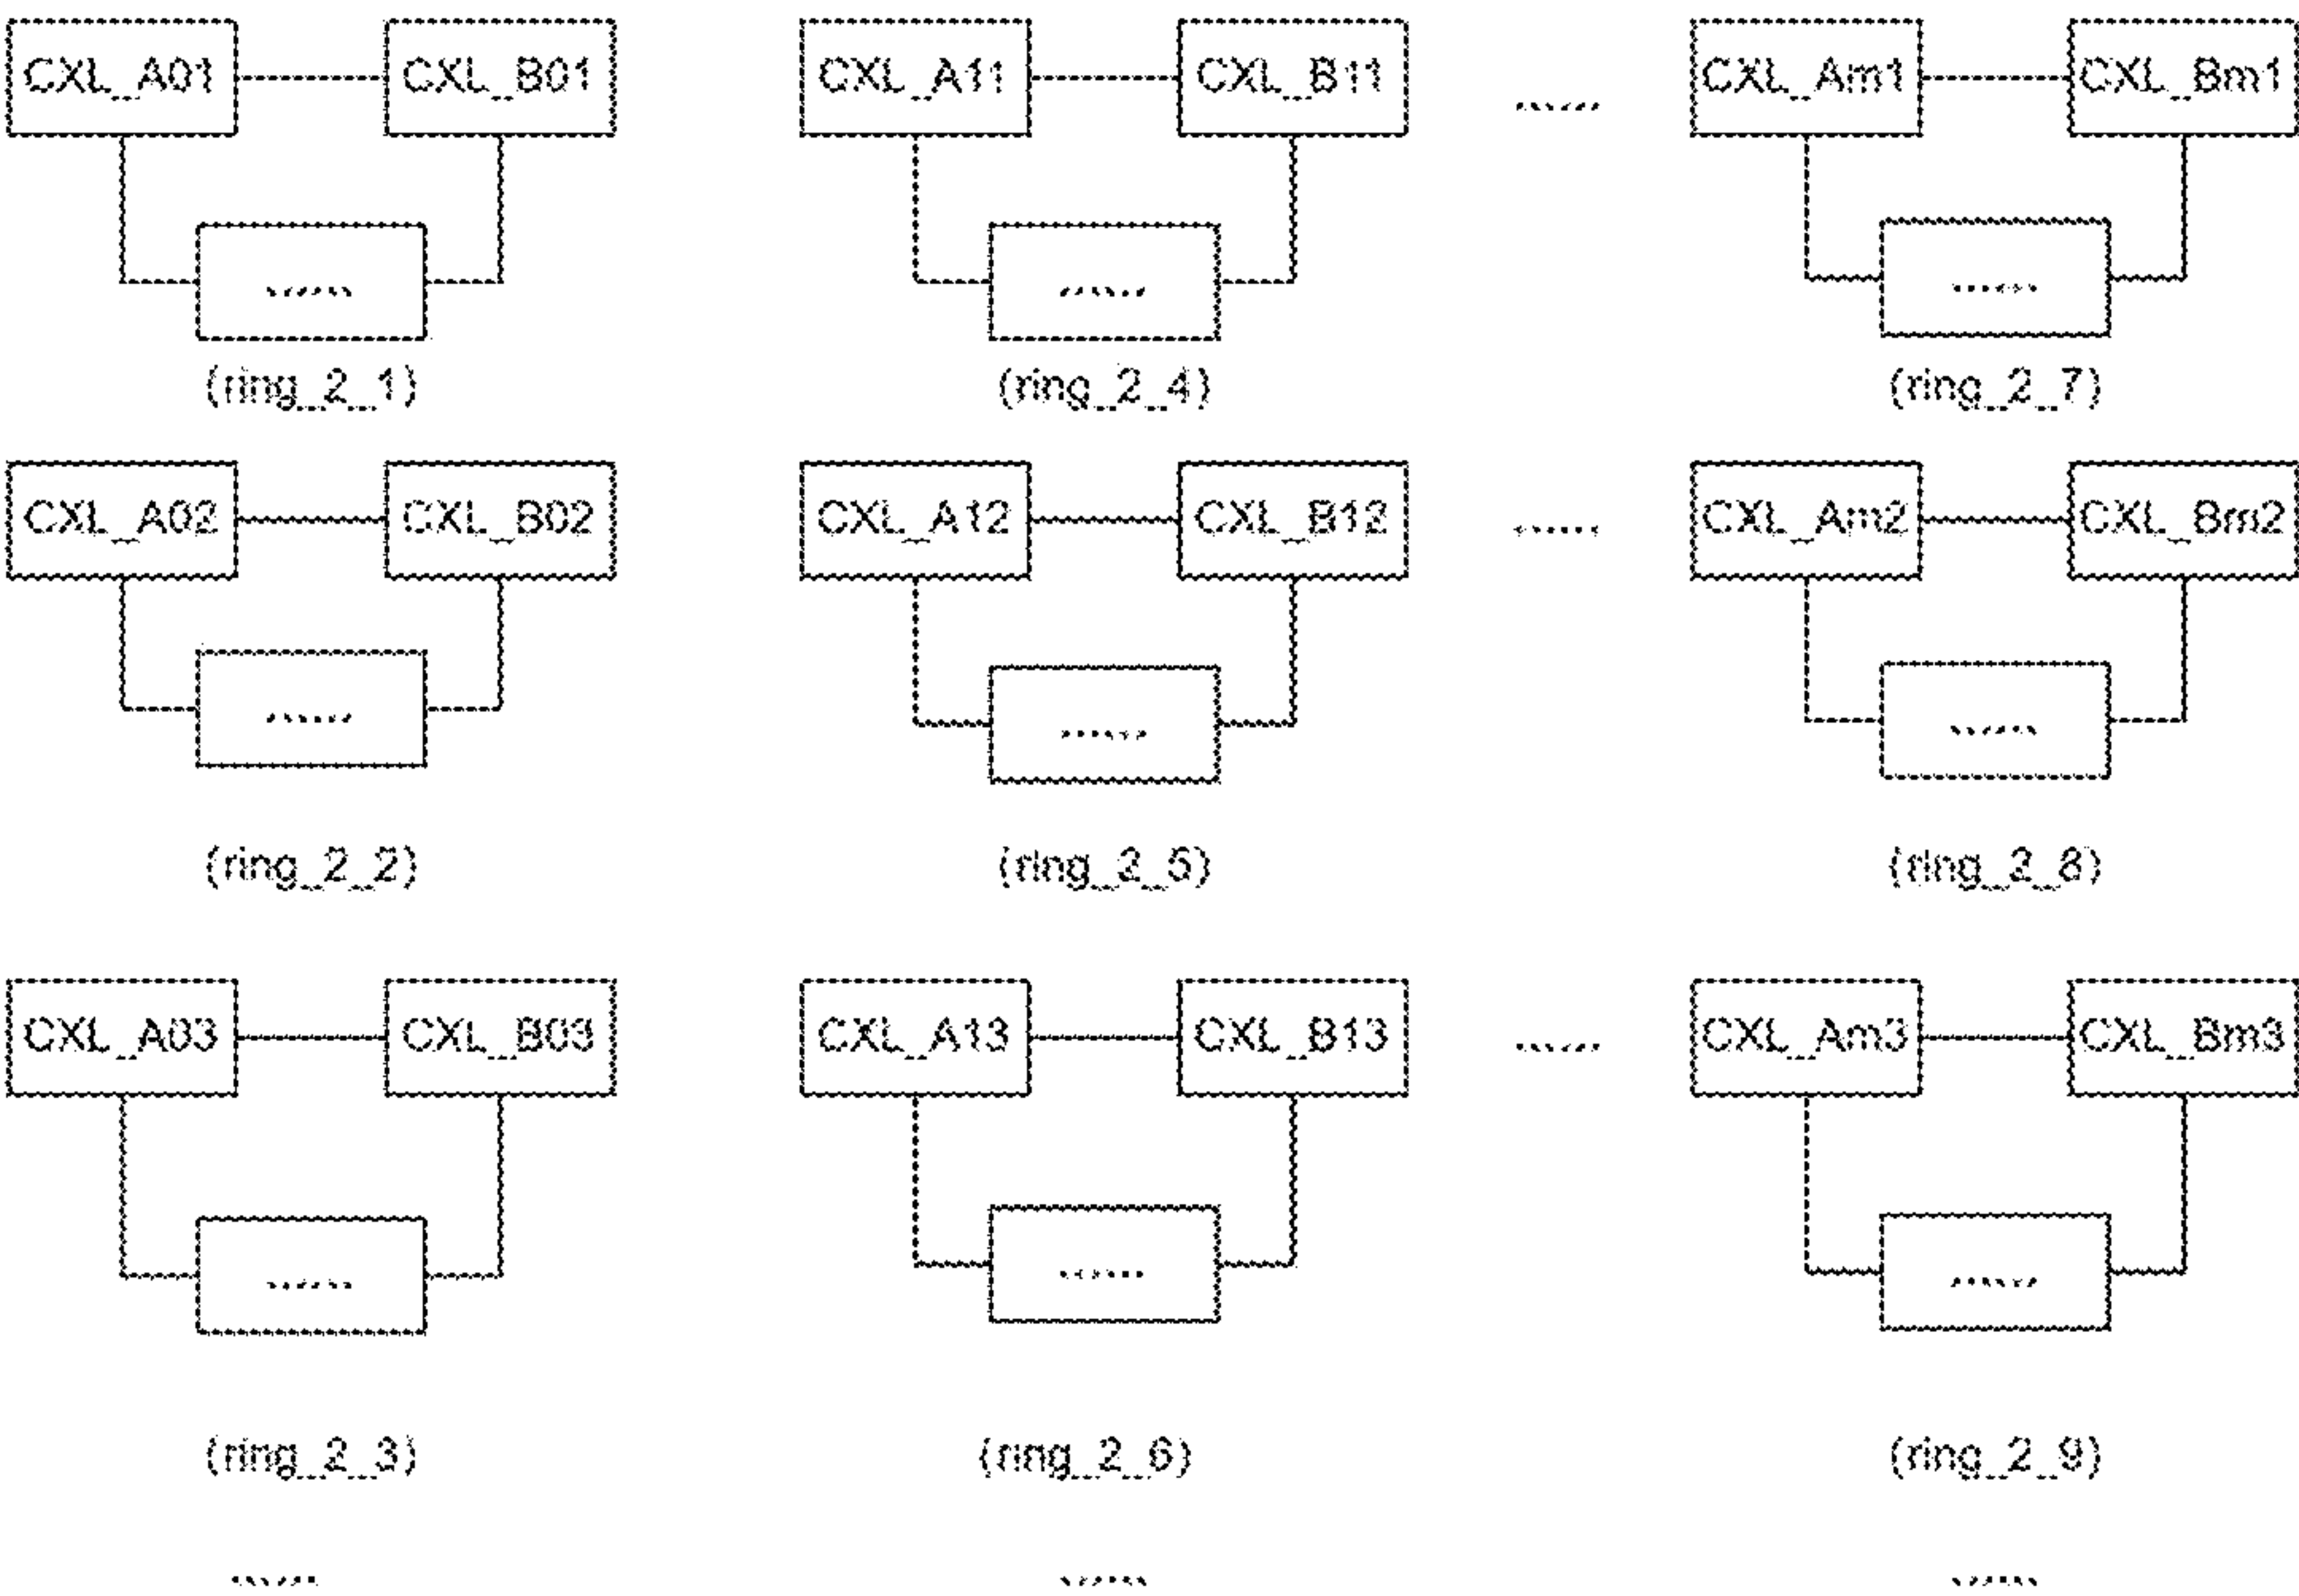 CXL_A01 CXL_B01 CXL_A11 CXL_B11 ...... CXL_Am1 CXL_Bm1
...... ...... ......
(ring_2_1) (ring_2_4) (ring_2_7)
CXL_A02 CXL_B02 CXL_A12 CXL_B12 ...... CXL_Am2 CXL_Bm2
...... ...... ......
(ring_2_2) (ring_2_5) (ring_2_8)
CXL_A03 CXL_B03 CXL_A13 CXL_B13 ...... CXL_Am3 CXL_Bm3
...... ...... ......
(ring_2_3) (ring_2_6) (ring_2_9)
...... ...... ......